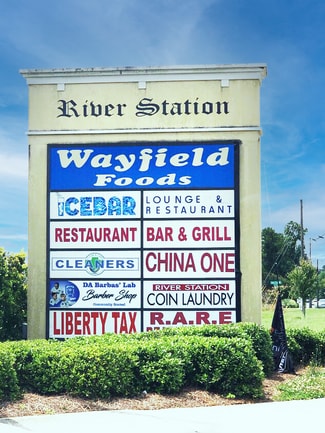 River Station
Wayfield
Foods
ICEBAR
LOUNGE &
RESTAURANT
RESTAURANT
BAR & GRILL
CLEANERS
CHINA ONE
DA Barbas' Lab
Barber Shop
RIVER STATION
COIN LAUNDRY
LIBERTY TAX
R.A.R.E